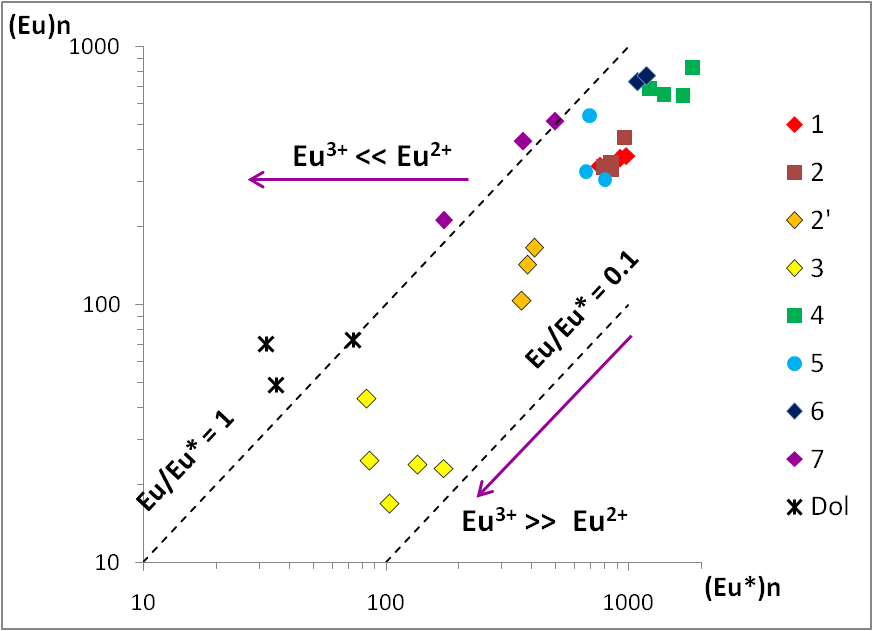 (Eu)n
1000
100
10
10
100
1000
(Eu*)n
Eu³⁺ << Eu²⁺
Eu/Eu* = 0.1
Eu/Eu* = 1
Eu³⁺ >> Eu²⁺
1
2
2'
3
4
5
6
7
Dol